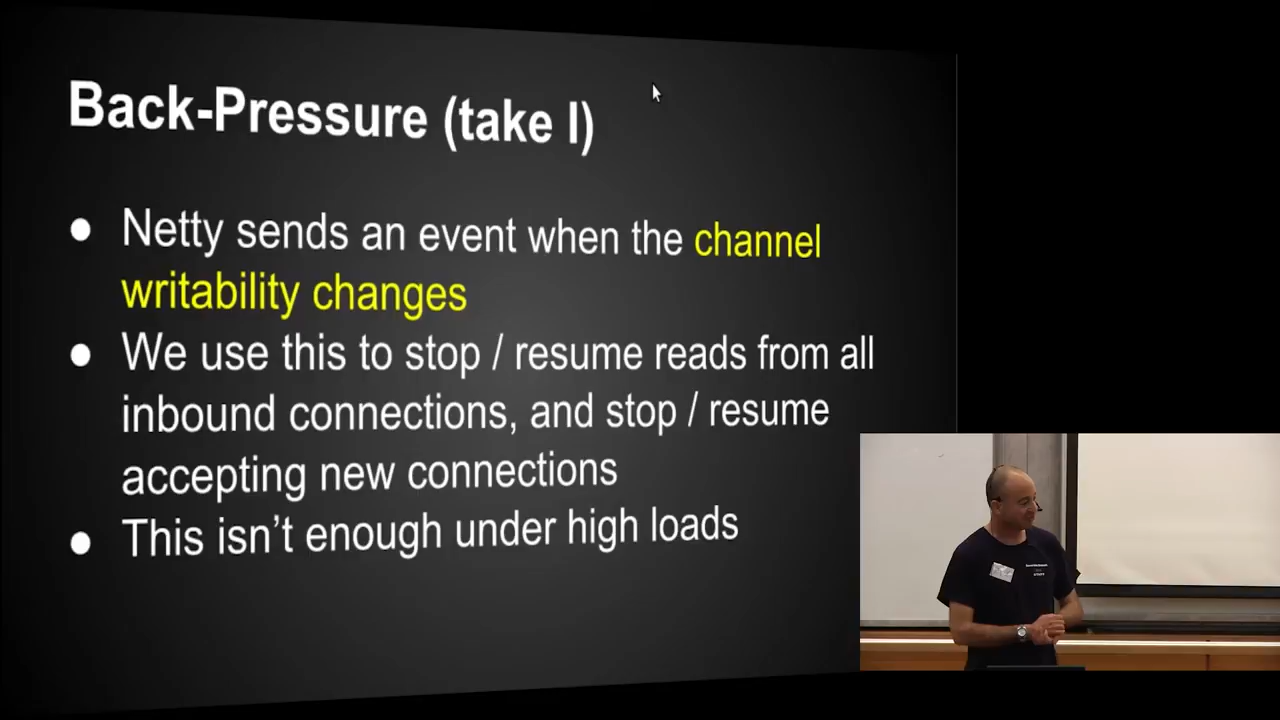 Back-Pressure (take I)
● Netty sends an event when the channel
writability changes
● We use this to stop / resume reads from all
inbound connections, and stop / resume
accepting new connections
● This isn't enough under high loads